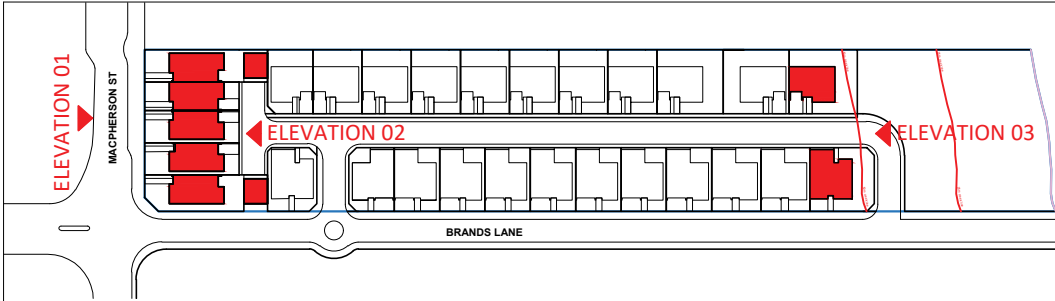 ELEVATION 01
MACPHERSON ST
ELEVATION 02
ELEVATION 03
BRANDS LANE